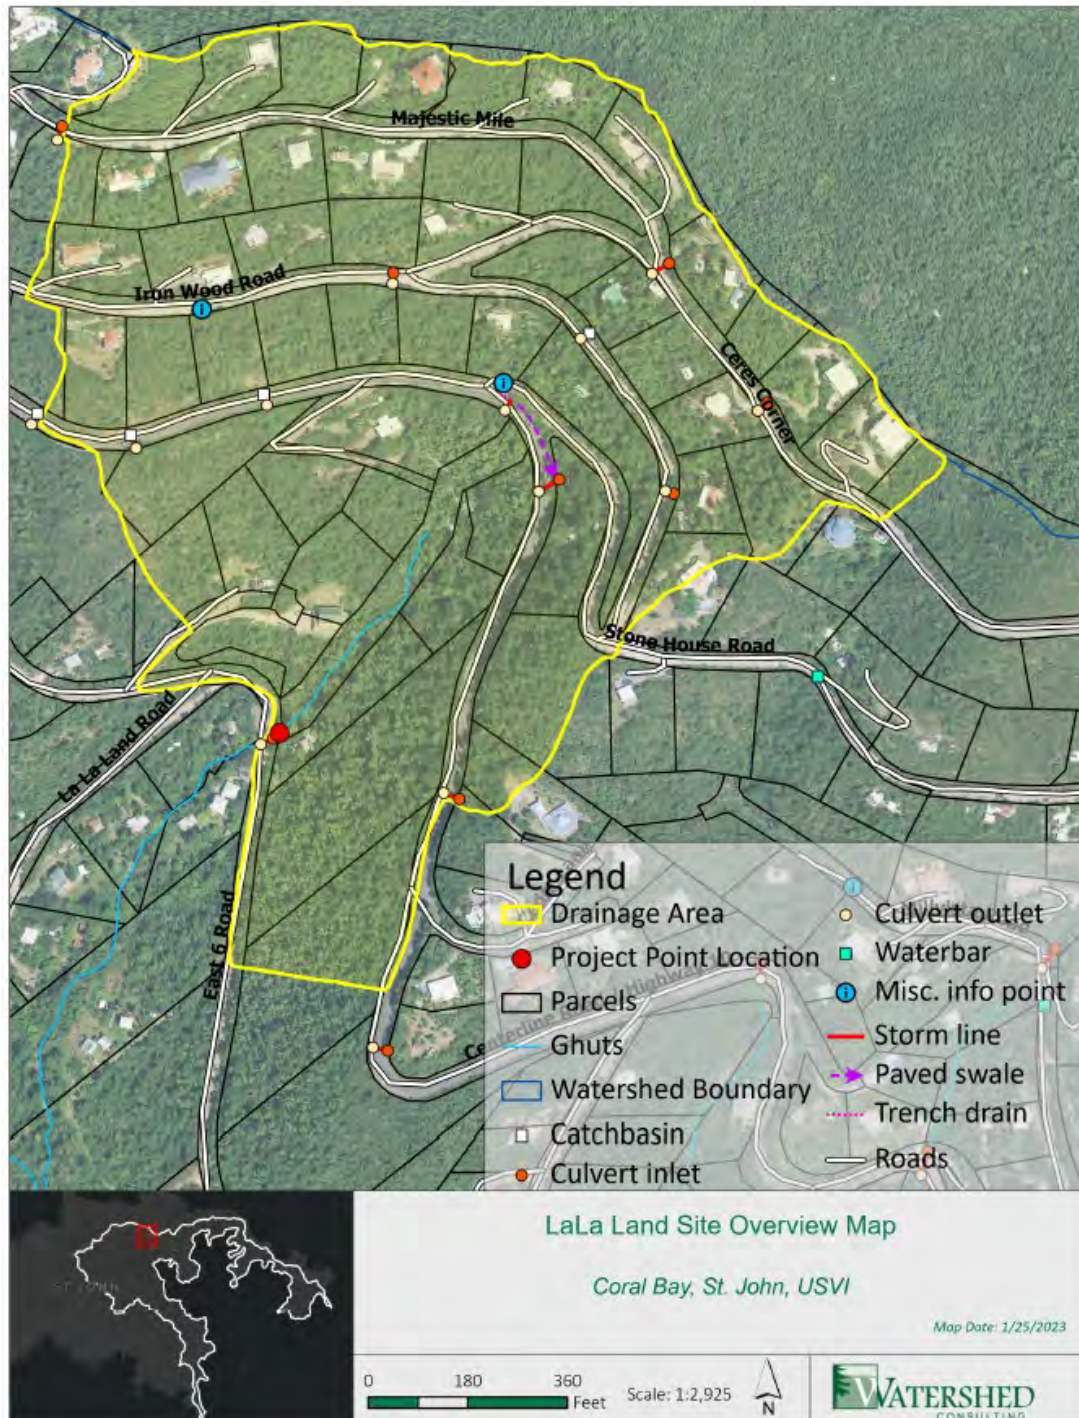 Majestic Mile
Iron Wood Road
Ceres Corner
Stone House Road
La La Land Road
East 6 Road
Legend
Drainage Area
Project Point Location
Parcels
Ghuts
Watershed Boundary
Catchbasin
Culvert inlet
Culvert outlet
Waterbar
Misc. info point
Storm line
Paved swale
Trench drain
Roads
LaLa Land Site Overview Map
Coral Bay, St. John, USVI
Map Date: 1/25/2023
0 180 360
Feet
Scale: 1:2,925
N
WATERSHED
CONSULTING